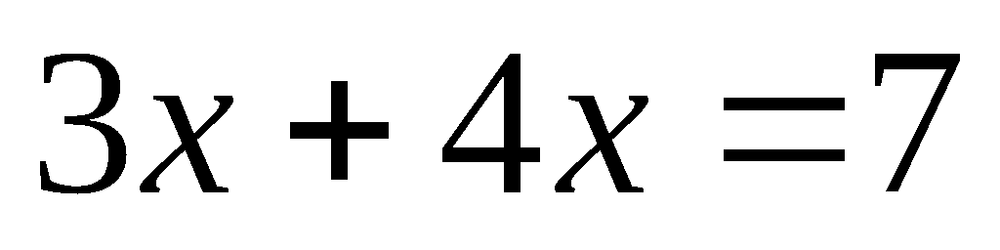 3x + 4x =7